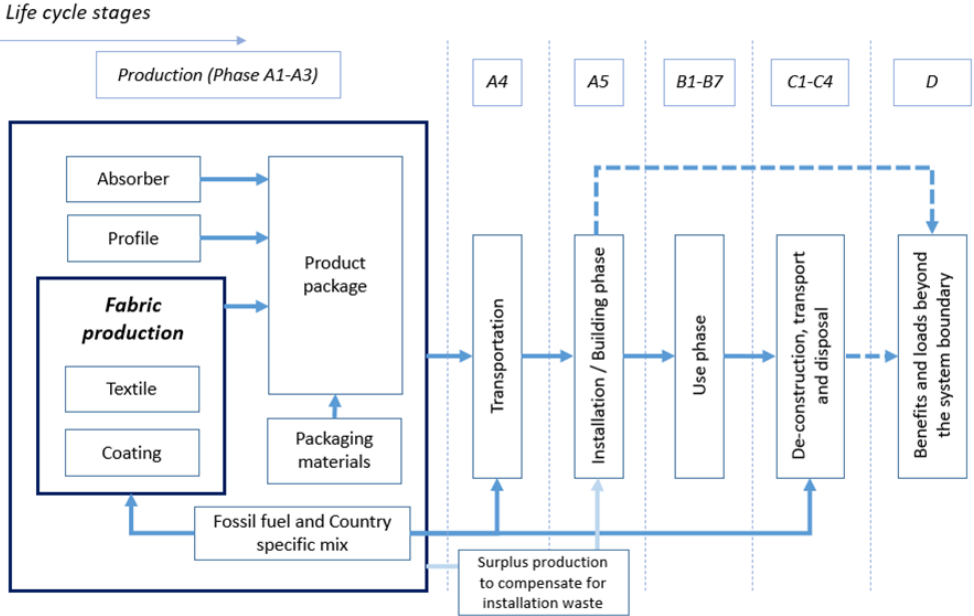 Life cycle stages
Production (Phase A1-A3)
A4
A5
B1-B7
C1-C4
D
Absorber
Profile
Fabric
production
Textile
Coating
Product
package
Packaging
materials
Fossil fuel and Country
specific mix
Surplus production
to compensate for
installation waste
Transportation
Installation / Building phase
Use phase
De-construction, transport
and disposal
Benefits and loads beyond
the system boundary